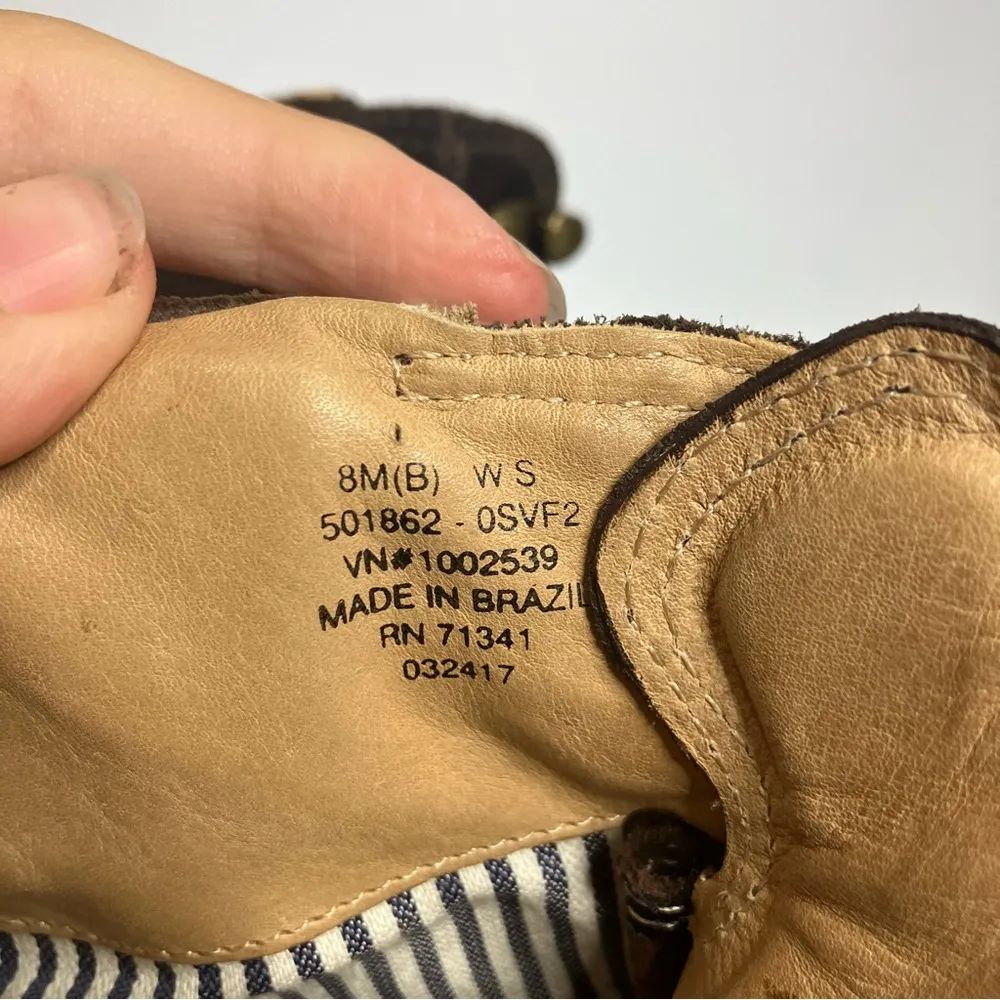 8M(B) W S
501862 - 0SVF2
VN#1002539
MADE IN BRAZIL
RN 71341
032417